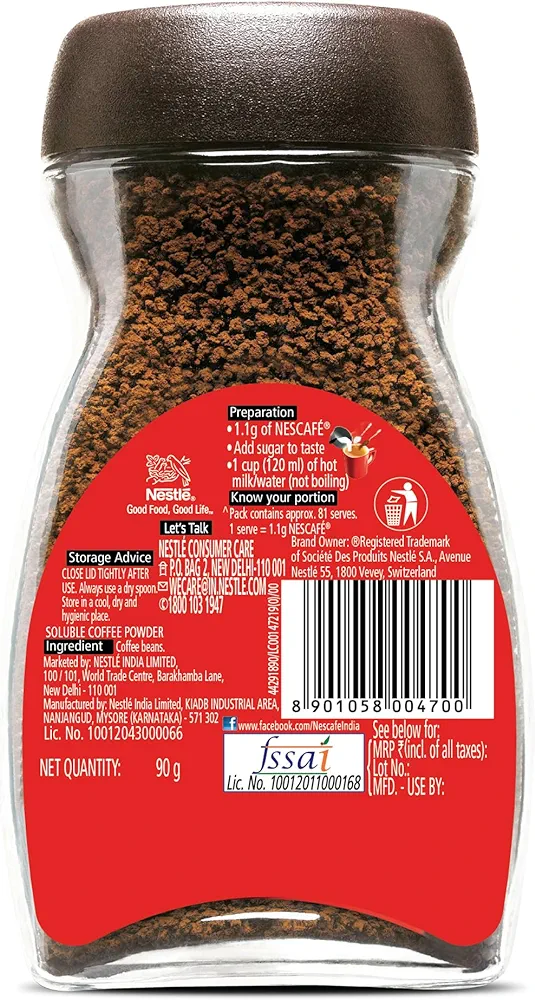 Preparation
•1.1g of NESCAFÉ®
•Add sugar to taste
•1 cup (120 ml) of hot
milk/water (not boiling)
Know your portion
^Pack contains approx. 81 serves.
1 serve = 1.1g NESCAFÉ®
Nestlé®
Good Food, Good Life®
Let's Talk
NESTLÉ CONSUMER CARE
P.O. BAG 2, NEW DELHI-110 001
WECARE@IN.NESTLE.COM
1800 103 1947
Brand Owner: ®Registered Trademark
of Société Des Produits Nestlé S.A., Avenue
Nestlé 55, 1800 Vevey, Switzerland
Storage Advice
CLOSE LID TIGHTLY AFTER
USE. Always use a dry spoon.
Store in a cool, dry and
hygienic place.
SOLUBLE COFFEE POWDER
Ingredient Coffee beans.
Marketed by: NESTLÉ INDIA LIMITED,
100 / 101, World Trade Centre, Barakhamba Lane,
New Delhi - 110 001
Manufactured by: Nestlé India Limited, KIADB INDUSTRIAL AREA,
NANJANGUD, MYSORE (KARNATAKA) - 571 302
Lic. No. 10012043000066
8 901058 004700
f www.facebook.com/NescafeIndia
fssai
Lic. No. 10012011000168
See below for:
MRP ₹(incl. of all taxes):
Lot No.:
MFD. - USE BY:
NET QUANTITY: 90 g